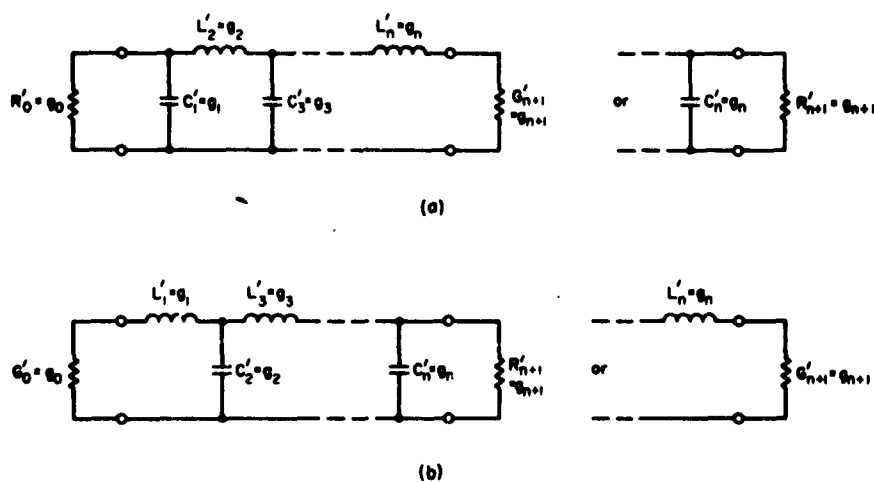 L'2=g2
L'n=gn
R'0=g0
C'1=g1
C'3=g3
G'n+1
=gn+1
or
C'n=gn
R'n+1=gn+1
(a)
L'1=g1
L'3=g3
L'n=gn
G'0=g0
C'2=g2
C'n=gn
R'n+1
=gn+1
or
G'n+1=gn+1
(b)